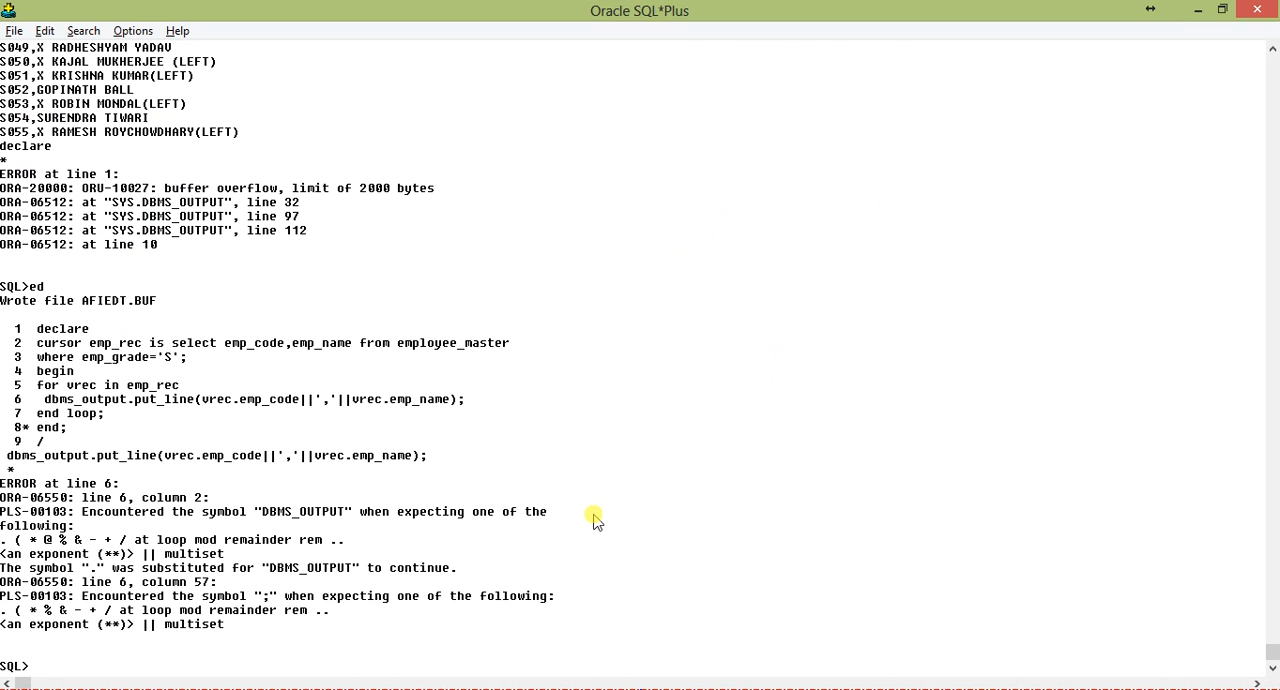 Oracle SQL*Plus
File Edit Search Options Help
S049,X RADHESHYAM YADAV
S050,X KAJAL MUKHERJEE (LEFT)
S051,X KRISHNA KUMAR(LEFT)
S052,GOPINATH BALL
S053,X ROBIN MONDAL(LEFT)
S054,SURENDRA TIWARI
S055,X RAMESH ROYCHOWDHARY(LEFT)
declare
*
ERROR at line 1:
ORA-20000: ORU-10027: buffer overflow, limit of 2000 bytes
ORA-06512: at "SYS.DBMS_OUTPUT", line 32
ORA-06512: at "SYS.DBMS_OUTPUT", line 97
ORA-06512: at "SYS.DBMS_OUTPUT", line 112
ORA-06512: at line 10
SQL>ed
Wrote file AFIEDT.BUF
1 declare
2 cursor emp_rec is select emp_code,emp_name from employee_master
3 where emp_grade='S';
4 begin
5 for vrec in emp_rec
6 dbms_output.put_line(vrec.emp_code||','||vrec.emp_name);
7 end loop;
8* end;
9 /
dbms_output.put_line(vrec.emp_code||','||vrec.emp_name);
*
ERROR at line 6:
ORA-06550: line 6, column 2:
PLS-00103: Encountered the symbol "DBMS_OUTPUT" when expecting one of the
following:
. ( * @ % & - + / at loop mod remainder rem ..
<an exponent (**)> || multiset
The symbol "." was substituted for "DBMS_OUTPUT" to continue.
ORA-06550: line 6, column 57:
PLS-00103: Encountered the symbol ";" when expecting one of the following:
. ( * % & - + / at loop mod remainder rem ..
<an exponent (**)> || multiset
SQL>